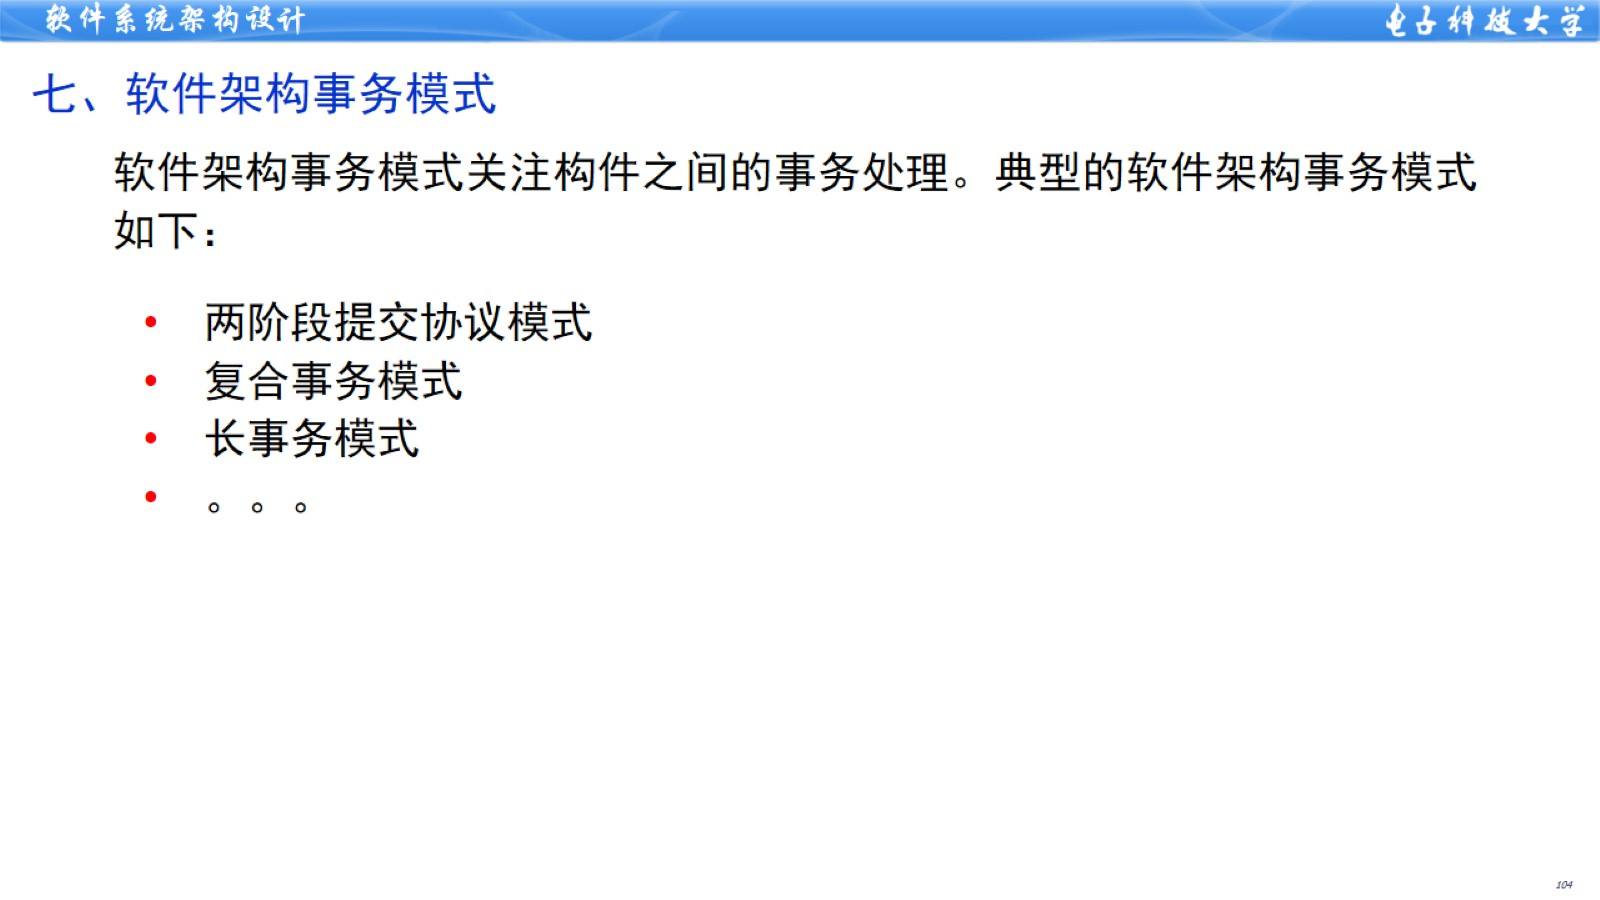 软件系统架构设计
电子科技大学
七、软件架构事务模式
软件架构事务模式关注构件之间的事务处理。典型的软件架构事务模式
如下：
• 两阶段提交协议模式
• 复合事务模式
• 长事务模式
• 。。。
104